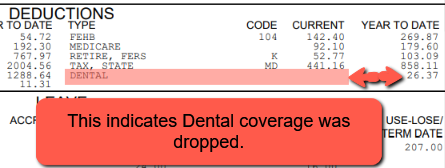 DEDUCTIONS
R TO DATE TYPE CODE CURRENT YEAR TO DATE
54.72 FEHB 104 142.40 269.87
192.30 MEDICARE 92.10 179.60
767.97 RETIRE, FERS K 52.77 103.09
2004.56 TAX, STATE MD 441.16 858.11
1288.64 DENTAL 26.37
11.31
LEAVE
ACCR
USE-LOSE/
TERM DATE
207.00
This indicates Dental coverage was
dropped.